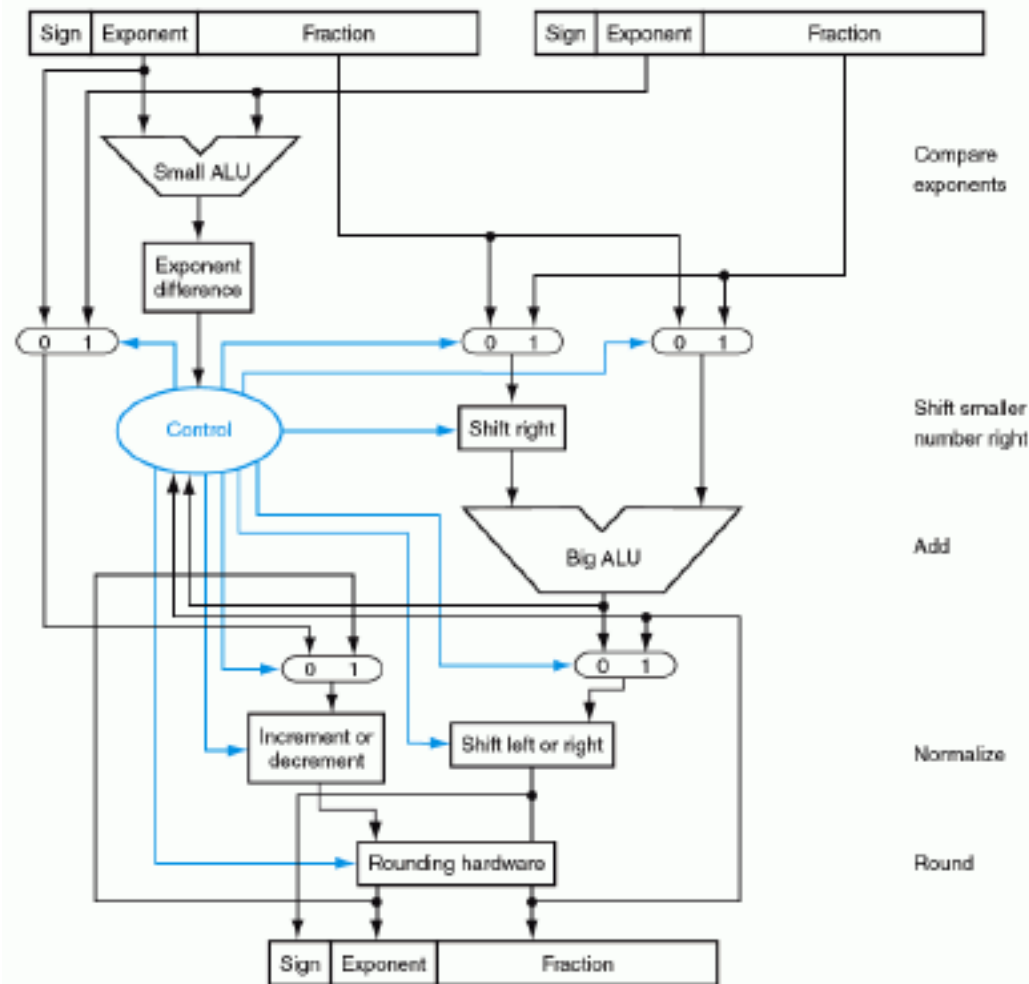 Sign Exponent Fraction Sign Exponent Fraction
Small ALU
Compare
exponents
Exponent
difference
0 1 0 1 0 1
Control
Shift right
Shift smaller
number right
Big ALU
Add
0 1 0 1
Increment or
decrement
Shift left or right
Normalize
Rounding hardware
Round
Sign Exponent Fraction